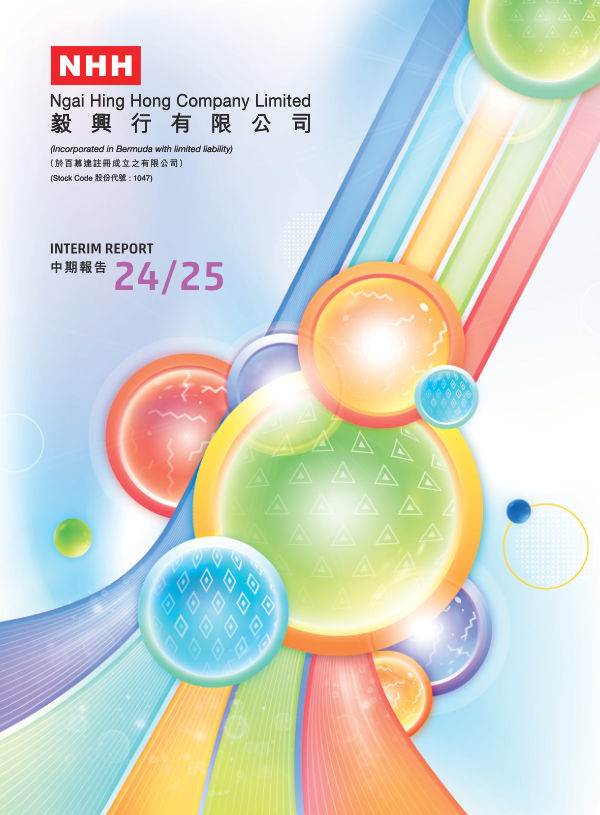 NHH
Ngai Hing Hong Company Limited
毅興行有限公司
(Incorporated in Bermuda with limited liability)
(於百慕達註冊成立之有限公司)
(Stock Code 股份代號 : 1047)
INTERIM REPORT
中期報告 24/25